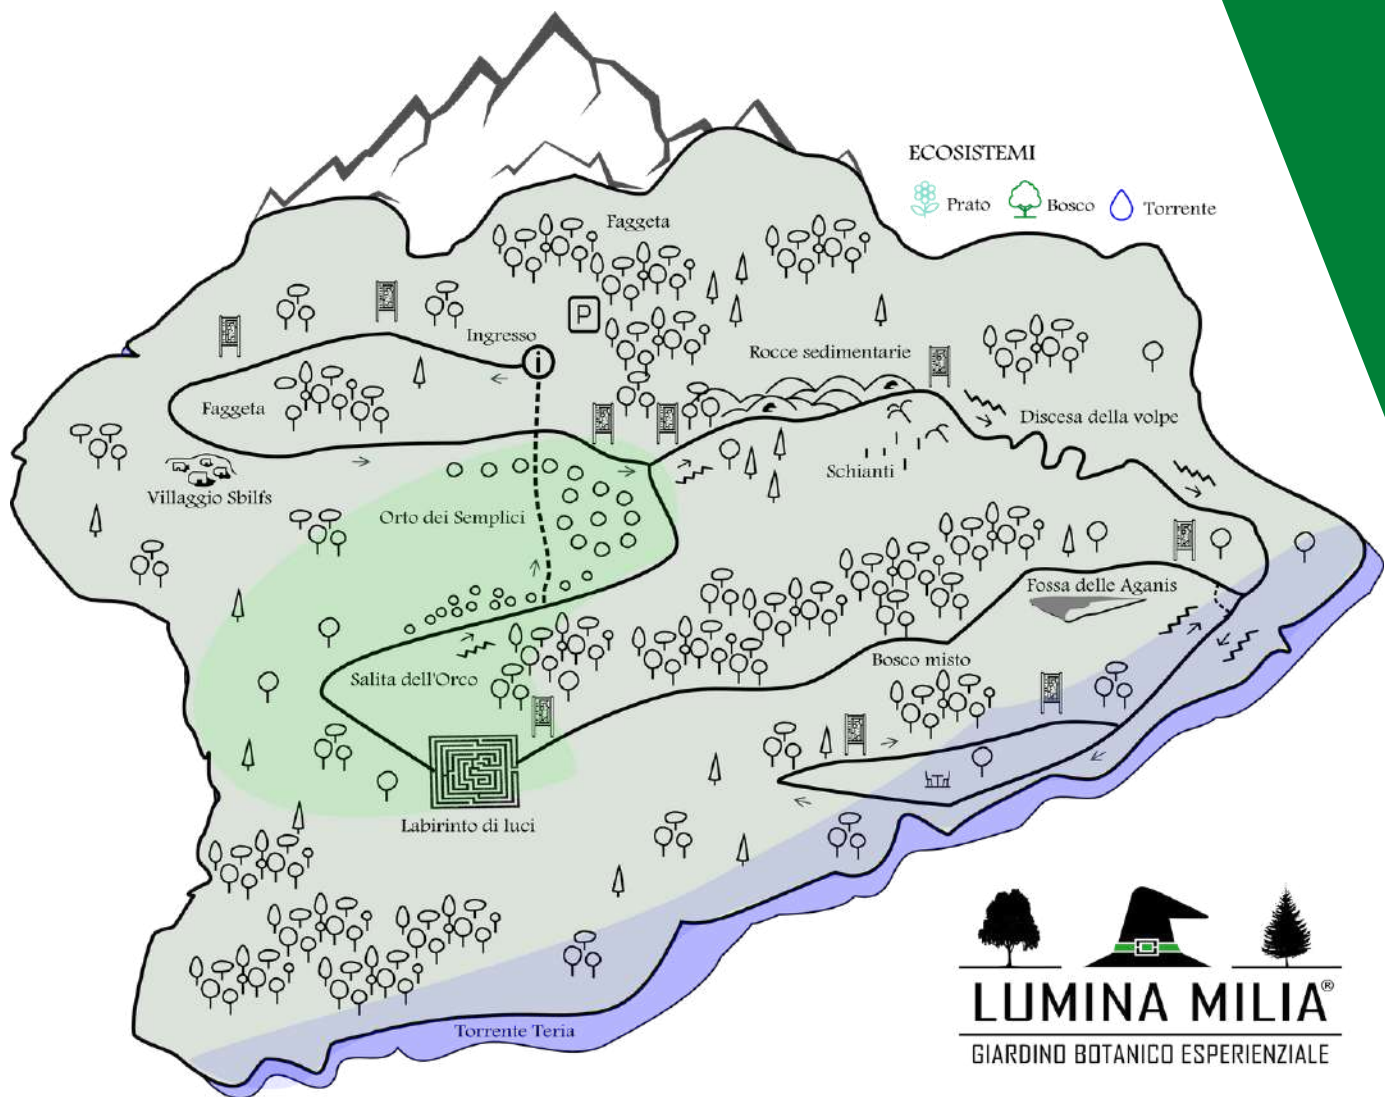 ECOSISTEMI
Prato
Bosco
Torrente
Faggeta
P
Ingresso
i
Rocce sedimentarie
Faggeta
Discesa della volpe
Schianti
Villaggio Sbilfs
Orto dei Semplici
Fossa delle Aganis
Bosco misto
Salita dell'Orco
Labirinto di luci
Torrente Teria
LUMINA MILIA®
GIARDINO BOTANICO ESPERIENZIALE